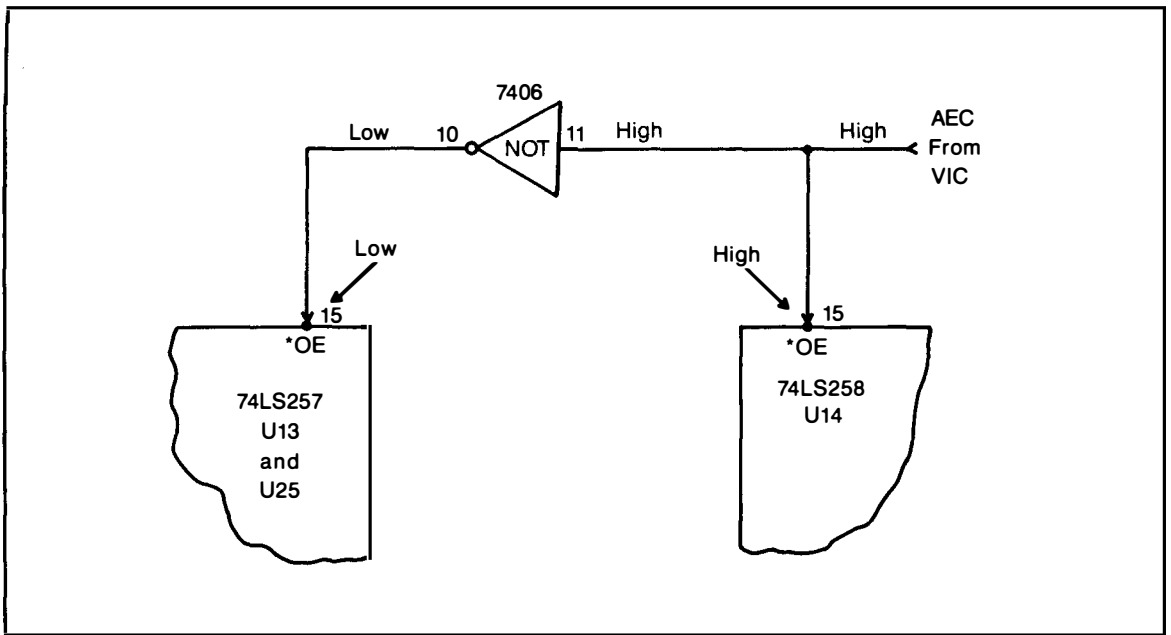 7406
Low
10
NOT
11
High
High
AEC
From
VIC
Low
High
15
*OE
74LS257
U13
and
U25
15
*OE
74LS258
U14